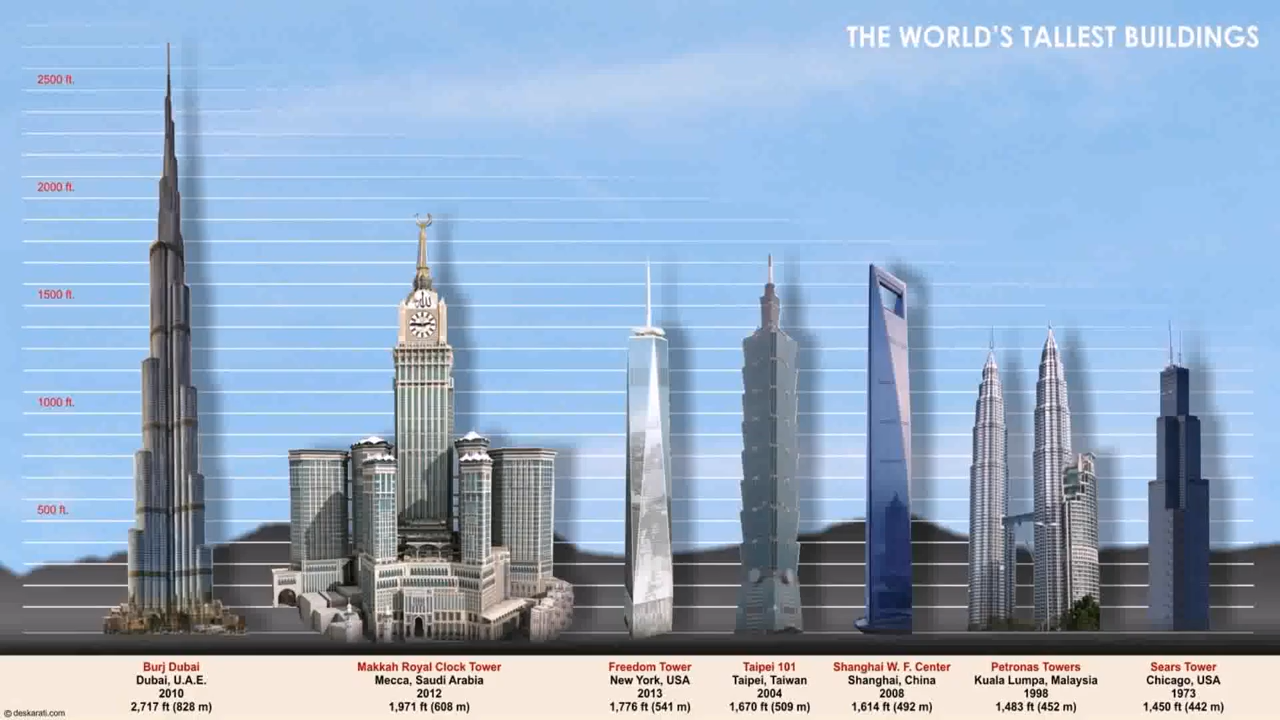 THE WORLD'S TALLEST BUILDINGS
2500 ft.
2000 ft.
1500 ft.
1000 ft.
500 ft.
Burj Dubai
Dubai, U.A.E.
2010
2,717 ft (828 m)
Makkah Royal Clock Tower
Mecca, Saudi Arabia
2012
1,971 ft (608 m)
Freedom Tower
New York, USA
2013
1,776 ft (541 m)
Taipei 101
Taipei, Taiwan
2004
1,670 ft (509 m)
Shanghai W. F. Center
Shanghai, China
2008
1,614 ft (492 m)
Petronas Towers
Kuala Lumpa, Malaysia
1998
1,483 ft (452 m)
Sears Tower
Chicago, USA
1973
1,450 ft (442 m)
© deskarati.com